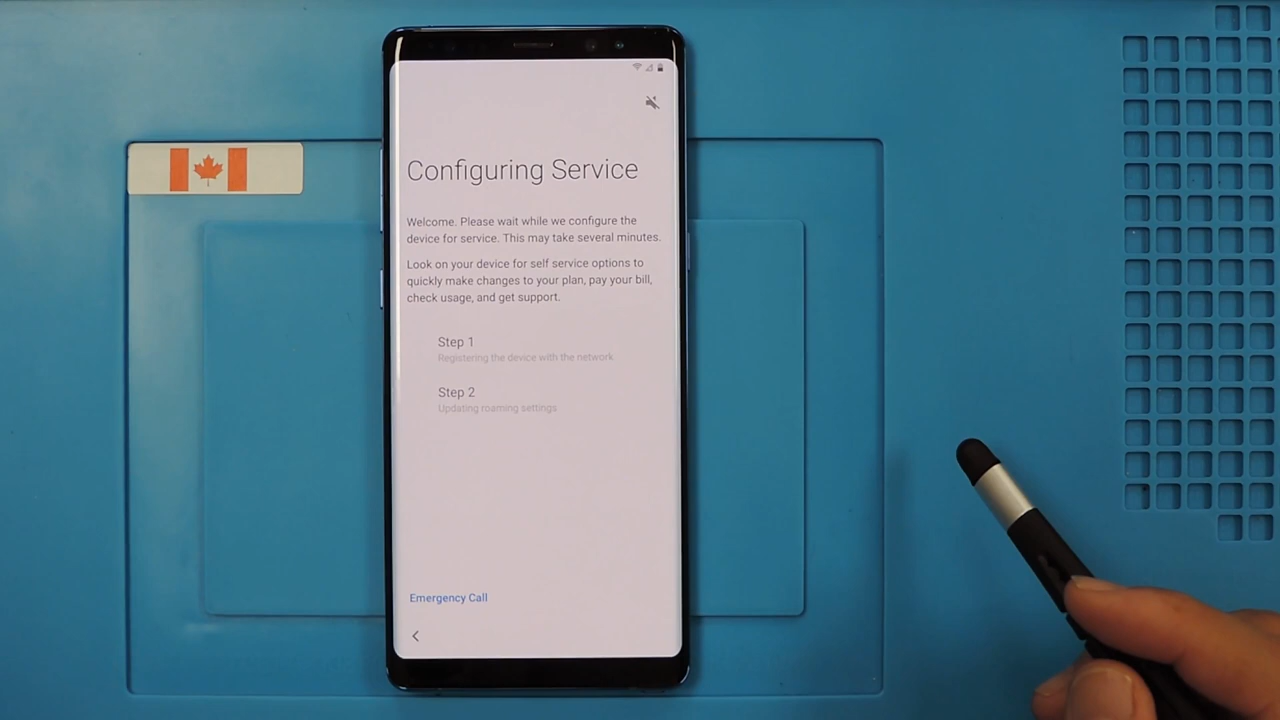 Configuring Service
Welcome. Please wait while we configure the
device for service. This may take several minutes.
Look on your device for self service options to
quickly make changes to your plan, pay your bill,
check usage, and get support.
Step 1
Registering the device with the network
Step 2
Updating roaming settings
Emergency Call